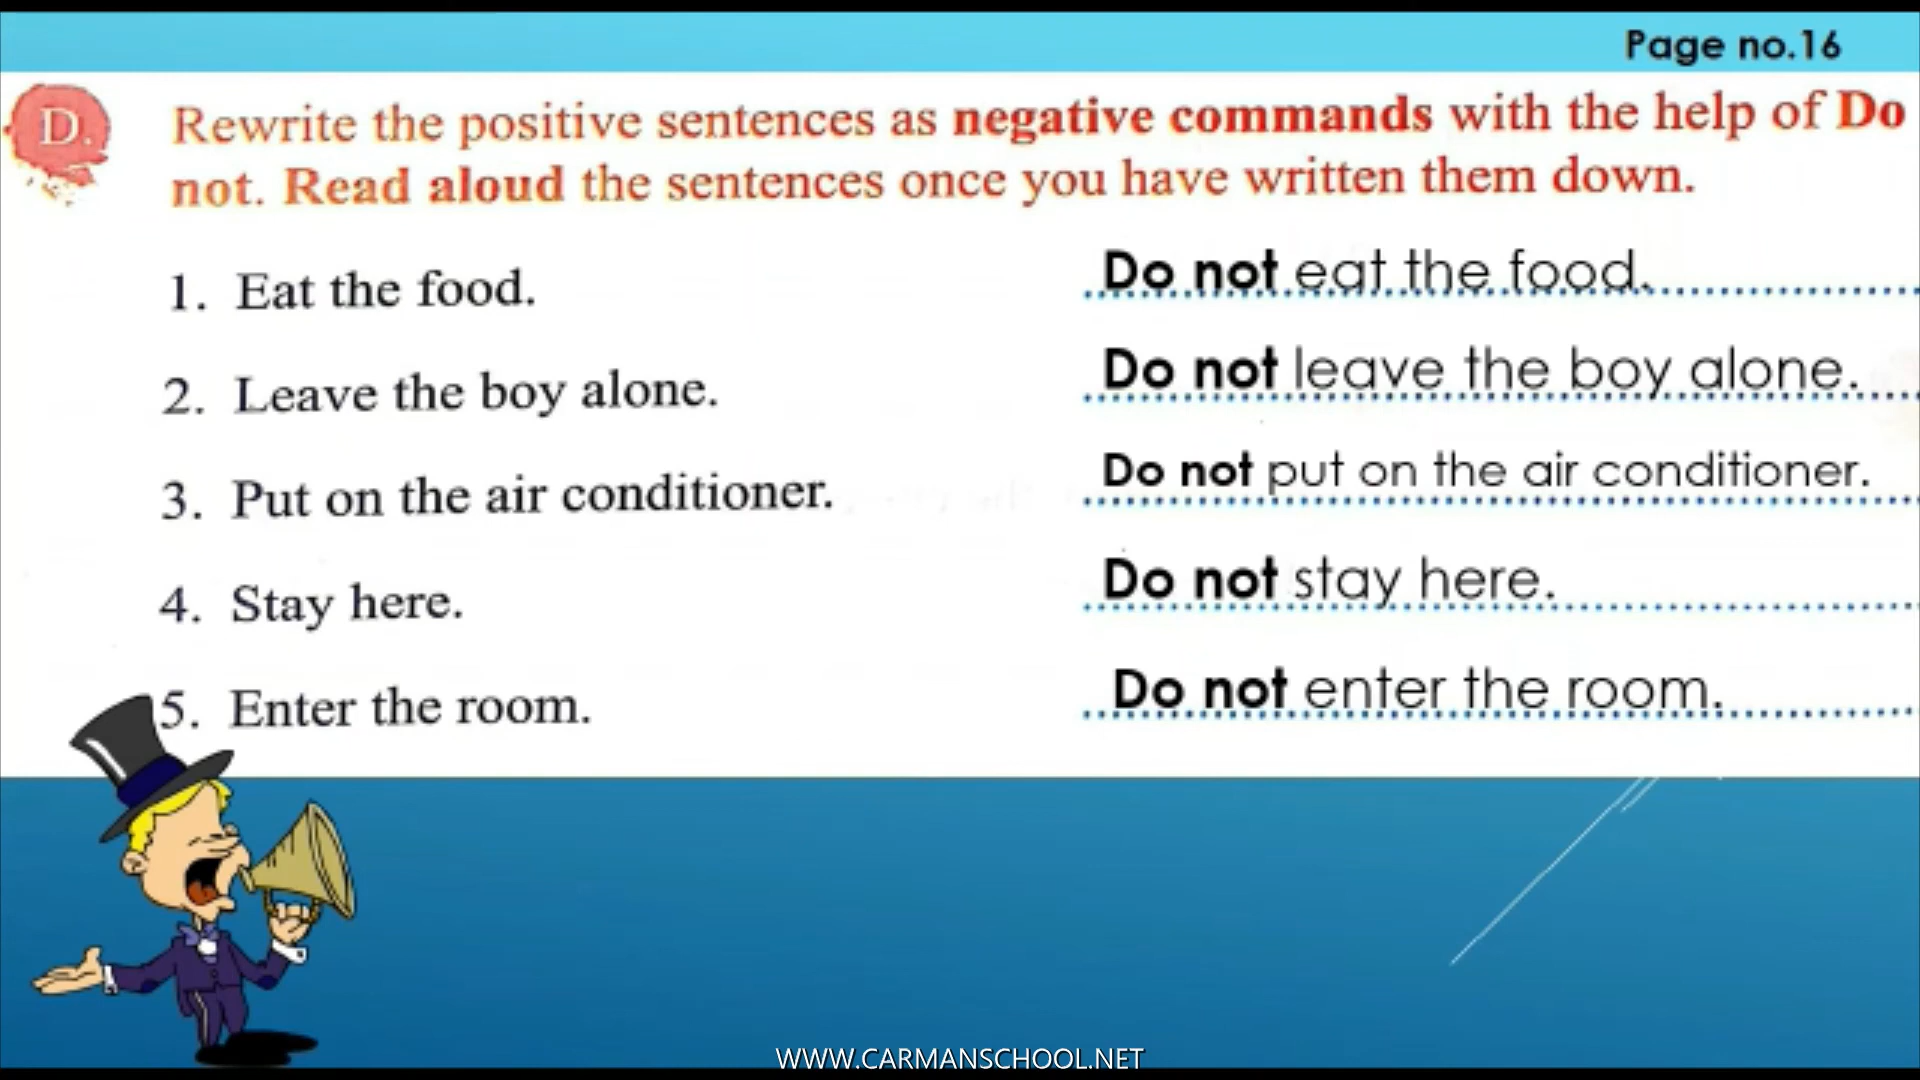 Page no.16
D. Rewrite the positive sentences as negative commands with the help of Do
not. Read aloud the sentences once you have written them down.
1. Eat the food. Do not eat the food.
2. Leave the boy alone. Do not leave the boy alone.
3. Put on the air conditioner. Do not put on the air conditioner.
4. Stay here. Do not stay here.
5. Enter the room. Do not enter the room.
WWW.CARMANSCHOOL.NET